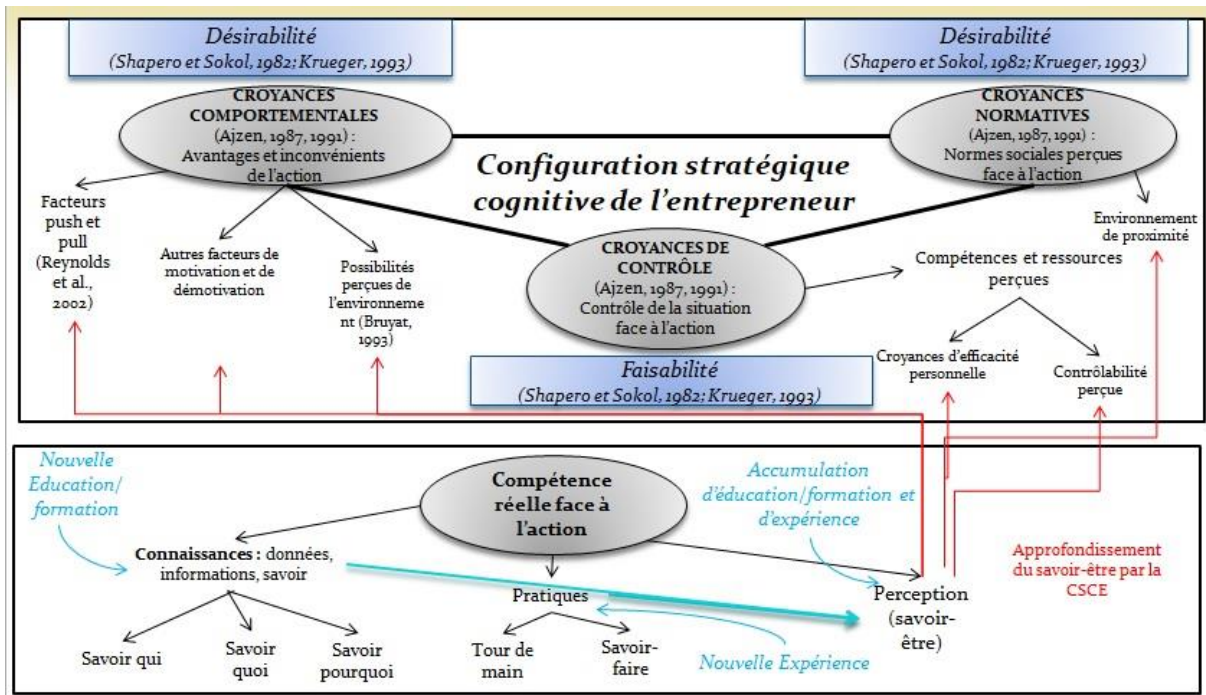 Désirabilité
(Shapero et Sokol, 1982; Krueger, 1993)
Désirabilité
(Shapero et Sokol, 1982; Krueger, 1993)
CROYANCES
COMPORTEMENTALES
(Ajzen, 1987, 1991) :
Avantages et inconvénients
de l'action
CROYANCES
NORMATIVES
(Ajzen, 1987, 1991) :
Normes sociales perçues
face à l'action
Configuration stratégique
cognitive de l'entrepreneur
Facteurs
push et
pull
(Reynolds
et al.,
2002)
Autres facteurs de
motivation et de
démotivation
Possibilités
perçues de
l'environneme
nt (Bruyat,
1993)
CROYANCES DE
CONTRÔLE
(Ajzen, 1987, 1991) :
Contrôle de la situation
face à l'action
Environnement
de proximité
Compétences et ressources
perçues
Croyances d'efficacité
personnelle
Contrôlabilité
perçue
Faisabilité
(Shapero et Sokol, 1982; Krueger, 1993)
Nouvelle
Education/
formation
Compétence
réelle face à
l'action
Accumulation
d'éducation/formation et
d'expérience
Connaissances : données,
informations, savoir
Pratiques
Perception
(savoir-
être)
Approfondissement
du savoir-être par la
CSCE
Savoir qui
Savoir
quoi
Savoir
pourquoi
Tour de
main
Savoir-
faire
Nouvelle Expérience